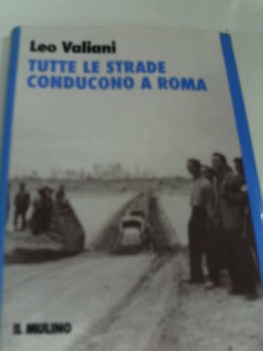 Leo Valiani
TUTTE LE STRADE
CONDUCONO A ROMA
IL MULINO